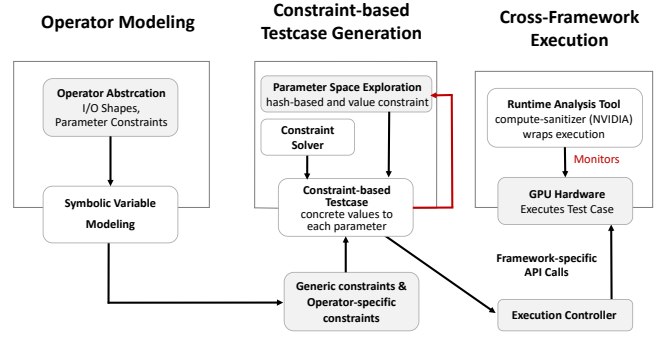 Operator Modeling
Constraint-based
Testcase Generation
Cross-Framework
Execution
Operator Abstrcation
I/O Shapes,
Parameter Constraints
Symbolic Variable
Modeling
Parameter Space Exploration
hash-based and value constraint
Constraint
Solver
Constraint-based
Testcase
concrete values to
each parameter
Generic constraints &
Operator-specific
constraints
Runtime Analysis Tool
compute-sanitizer (NVIDIA)
wraps execution
Monitors
GPU Hardware
Executes Test Case
Framework-specific
API Calls
Execution Controller